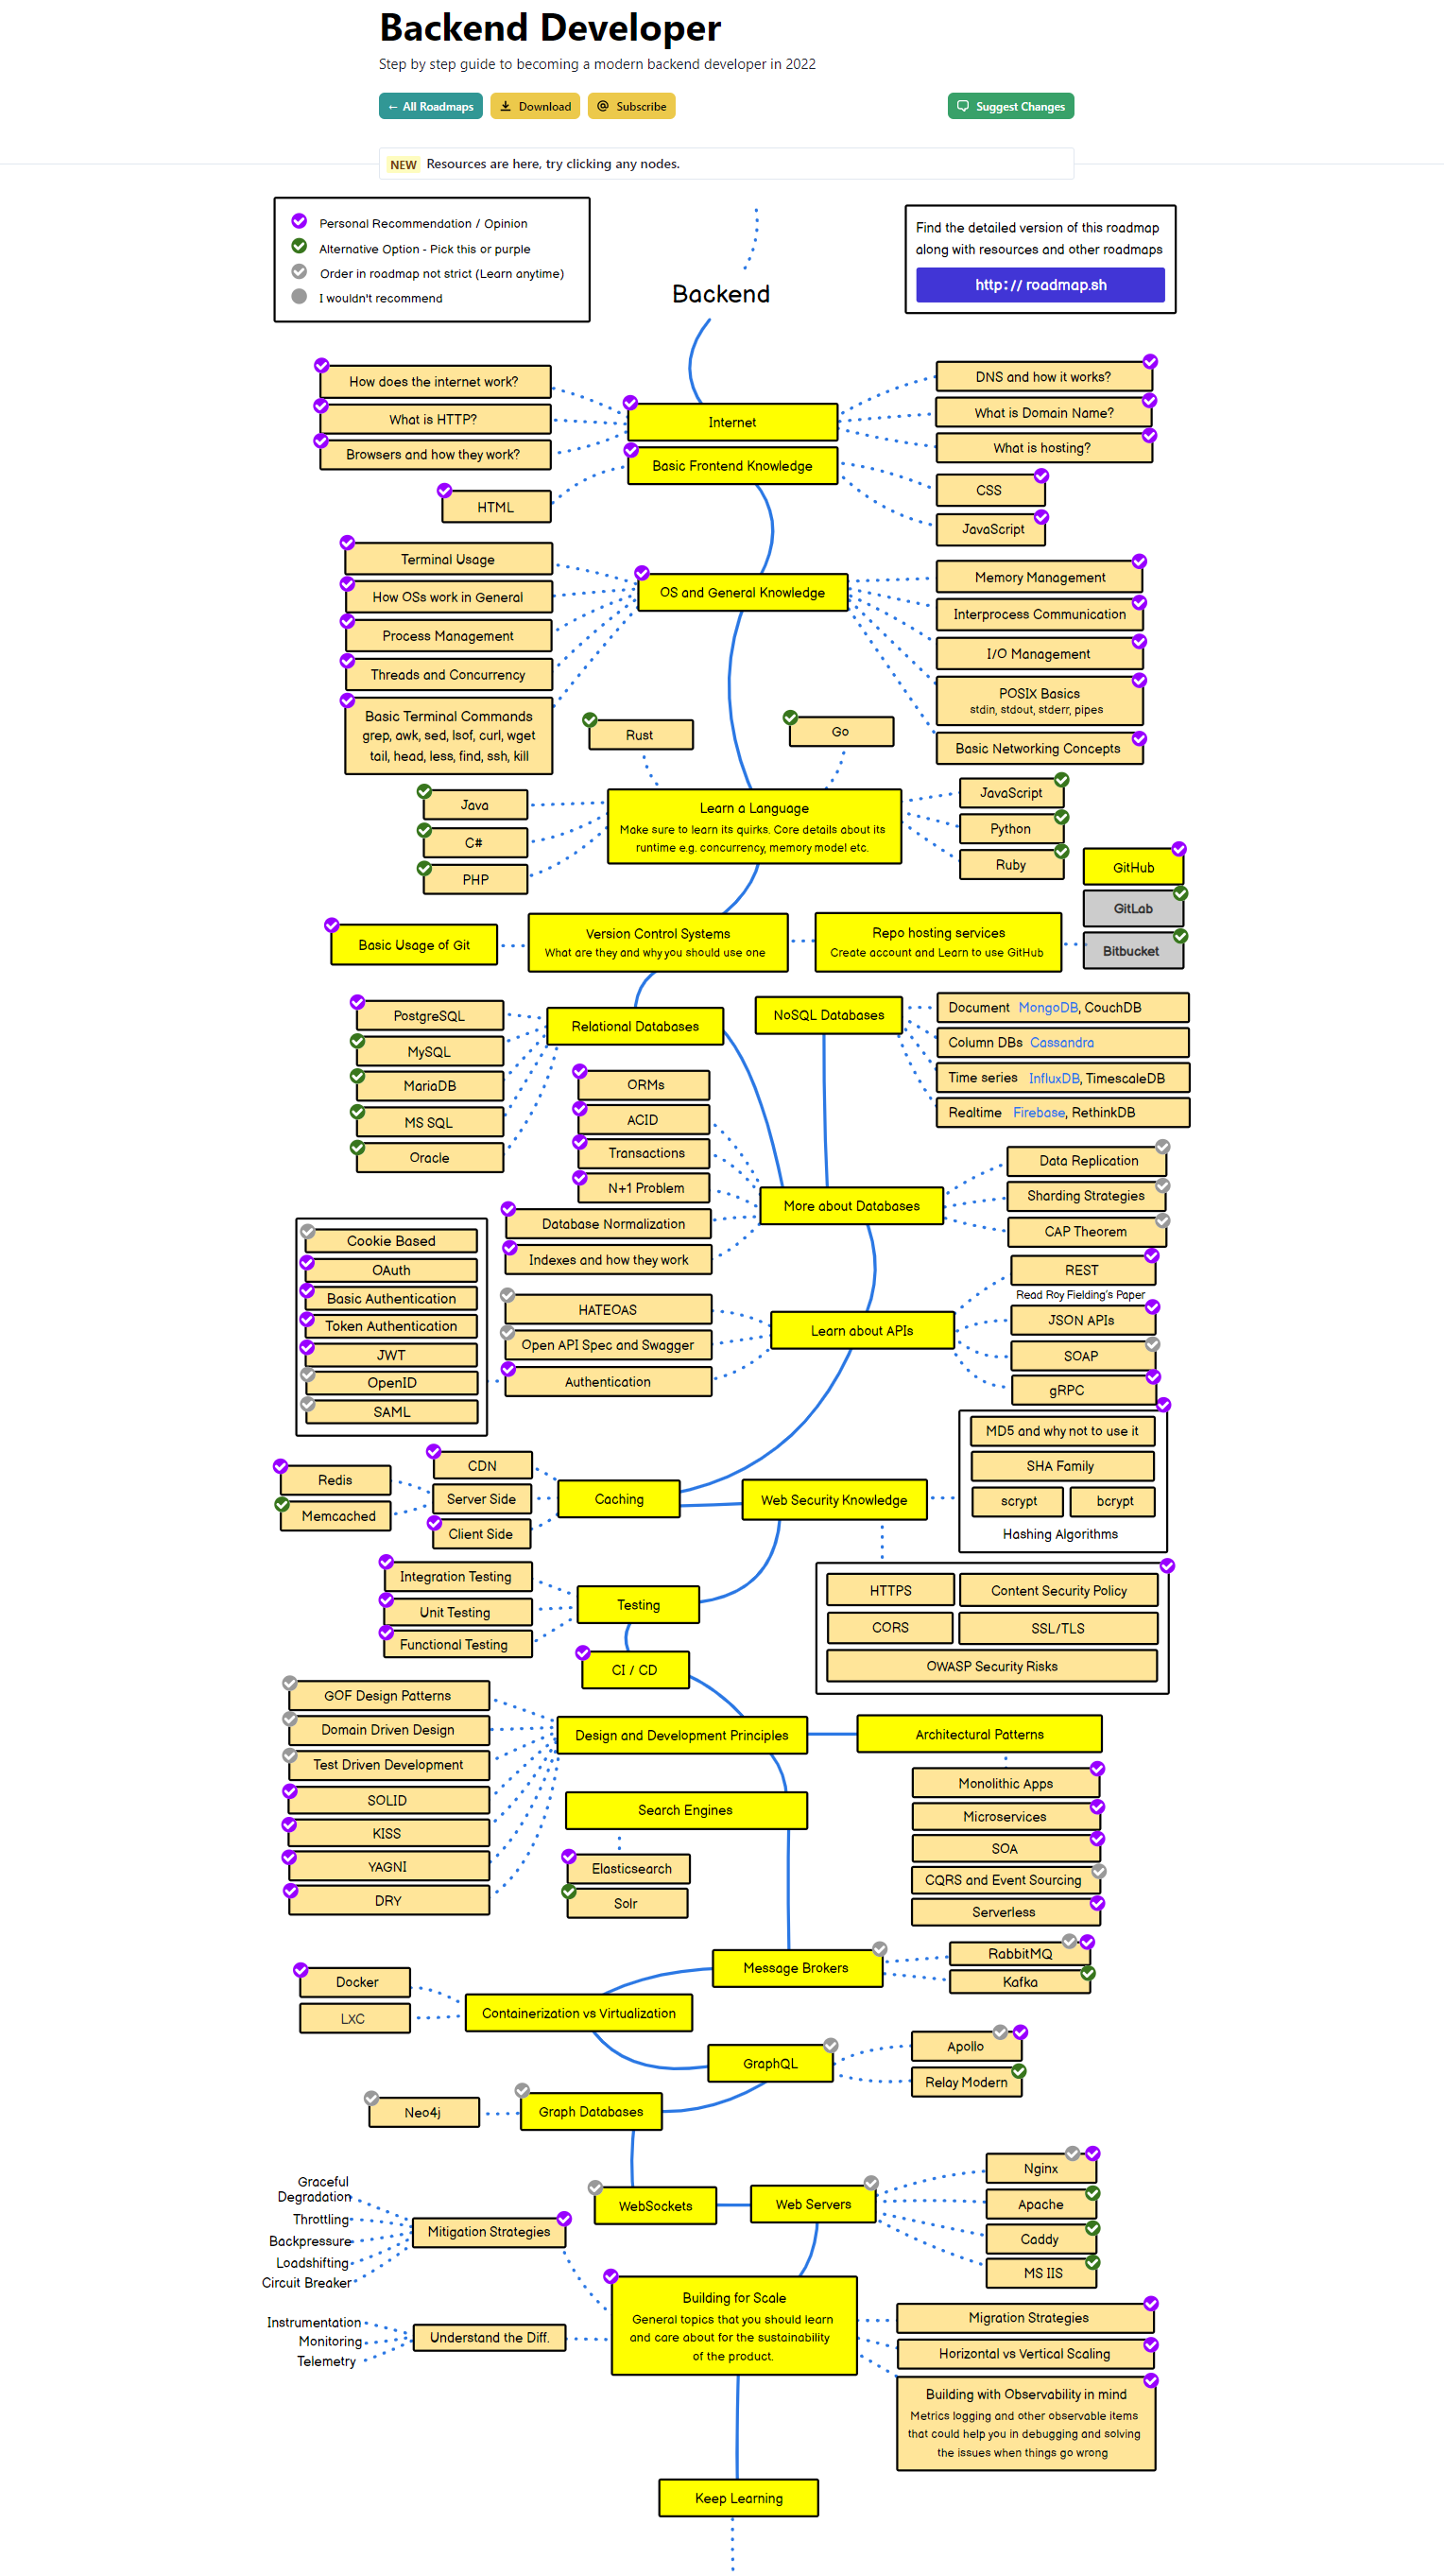 Backend Developer
Step by step guide to becoming a modern backend developer in 2022
← All Roadmaps
Download
Subscribe
Suggest Changes
NEW Resources are here, try clicking any nodes.
Personal Recommendation / Opinion
Alternative Option - Pick this or purple
Order in roadmap not strict (Learn anytime)
I wouldn't recommend
Find the detailed version of this roadmap
along with resources and other roadmaps
http://roadmap.sh
Backend
How does the internet work?
What is HTTP?
Browsers and how they work?
Internet
DNS and how it works?
What is Domain Name?
What is hosting?
Basic Frontend Knowledge
HTML
CSS
JavaScript
Terminal Usage
How OSs work in General
Process Management
Threads and Concurrency
Basic Terminal Commands
grep, awk, sed, lsof, curl, wget
tail, head, less, find, ssh, kill
OS and General Knowledge
Memory Management
Interprocess Communication
I/O Management
POSIX Basics
stdin, stdout, stderr, pipes
Basic Networking Concepts
Rust
Go
Java
C#
PHP
Learn a Language
Make sure to learn its quirks. Core details about its
runtime e.g. concurrency, memory model etc.
JavaScript
Python
Ruby
GitHub
GitLab
Bitbucket
Basic Usage of Git
Version Control Systems
What are they and why you should use one
Repo hosting services
Create account and Learn to use GitHub
PostgreSQL
MySQL
MariaDB
MS SQL
Oracle
Relational Databases
NoSQL Databases
Document MongoDB, CouchDB
Column DBs Cassandra
Time series InfluxDB, TimescaleDB
Realtime Firebase, RethinkDB
ORMs
ACID
Transactions
N+1 Problem
Database Normalization
Indexes and how they work
More about Databases
Data Replication
Sharding Strategies
CAP Theorem
Cookie Based
OAuth
Basic Authentication
Token Authentication
JWT
OpenID
SAML
HATEOAS
Open API Spec and Swagger
Authentication
Learn about APIs
REST
Read Roy Fielding's Paper
JSON APIs
SOAP
gRPC
MD5 and why not to use it
SHA Family
scrypt
bcrypt
Hashing Algorithms
Redis
Memcached
CDN
Server Side
Client Side
Caching
Web Security Knowledge
HTTPS
Content Security Policy
CORS
SSL/TLS
OWASP Security Risks
Integration Testing
Unit Testing
Functional Testing
Testing
CI / CD
GOF Design Patterns
Domain Driven Design
Test Driven Development
SOLID
KISS
YAGNI
DRY
Design and Development Principles
Architectural Patterns
Monolithic Apps
Microservices
SOA
CQRS and Event Sourcing
Serverless
Search Engines
Elasticsearch
Solr
Message Brokers
RabbitMQ
Kafka
Docker
LXC
Containerization vs Virtualization
GraphQL
Apollo
Relay Modern
Neo4j
Graph Databases
WebSockets
Web Servers
Nginx
Apache
Caddy
MS IIS
Graceful
Degradation
Throttling
Backpressure
Loadshifting
Circuit Breaker
Mitigation Strategies
Instrumentation
Monitoring
Telemetry
Understand the Diff.
Building for Scale
General topics that you should learn
and care about for the sustainability
of the product.
Migration Strategies
Horizontal vs Vertical Scaling
Building with Observability in mind
Metrics logging and other observable items
that could help you in debugging and solving
the issues when things go wrong
Keep Learning